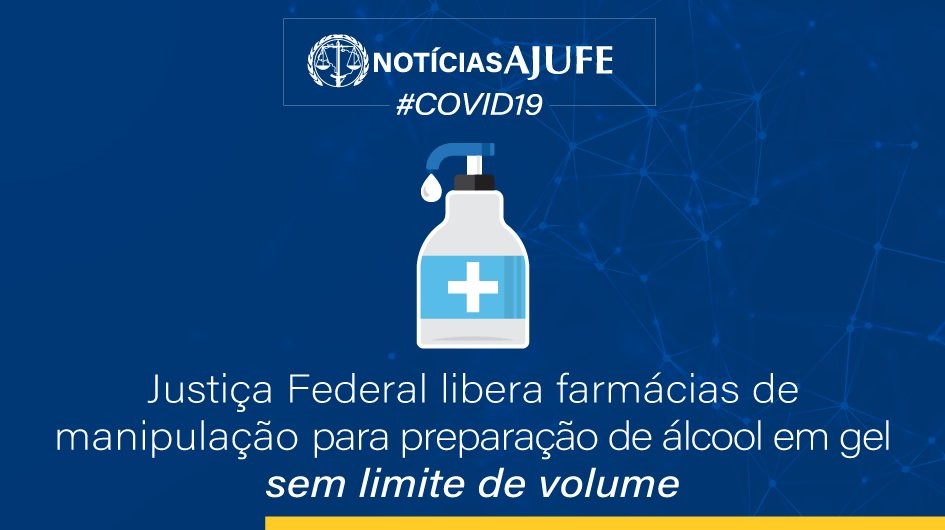 NOTÍCIASAJUFE
#COVID19
Justiça Federal libera farmácias de
manipulação para preparação de álcool em gel
sem limite de volume